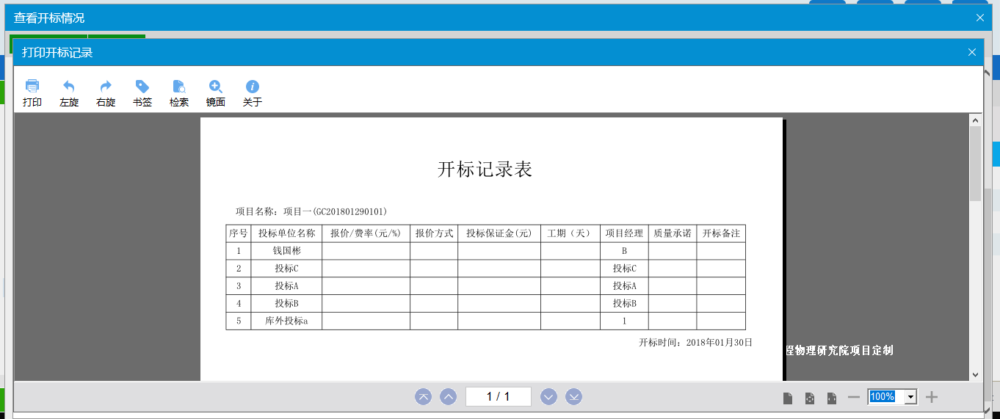 查看开标情况
打印开标记录
打印 左旋 右旋 书签 检索 镜面 关于
开标记录表
项目名称：项目一(GC201801290101)
序号 投标单位名称 报价/费率(元/%) 报价方式 投标保证金(元) 工期（天） 项目经理 质量承诺 开标备注
1 钱国彬 B
2 投标C 投标C
3 投标A 投标A
4 投标B 投标B
5 库外投标a 1
开标时间：2018年01月30日
程物理研究院项目定制
1 / 1
100%